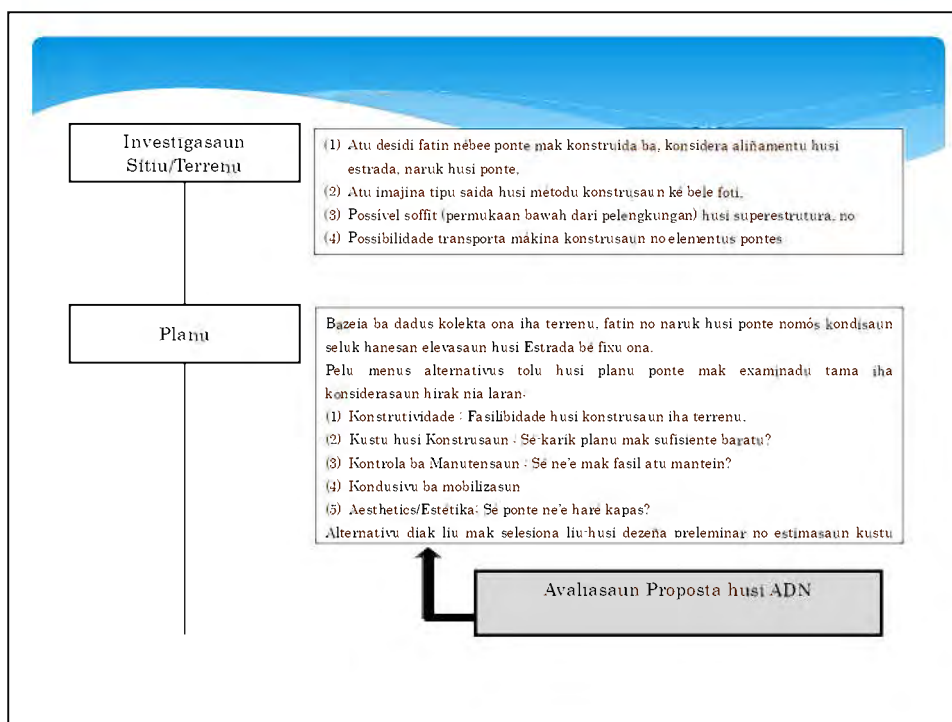 Investigasaun
Sítiu/Terrenu
(1) Atu desidi fatin nébee ponte mak konstruida ba, konsidera aliñamentu husi
estrada, naruk husi ponte,
(2) Atu imajina tipu saida husi metodu konstrusaun ké bele foti,
(3) Possível soffit (permukaan bawah dari pelengkungan) husi superestrutura, no
(4) Possibilidade transporta mákina konstrusaun no elementus pontes
Planu
Bazeia ba dadus kolekta ona iha terrenu, fatin no naruk husi ponte nomós kondisaun
seluk hanesan elevasaun husi Estrada bé fixu ona.
Pelu menus alternativus tolu husi planu ponte mak examinadu tama iha
konsiderasaun hirak nia laran:
(1) Konstrutividade : Fasilibidade husi konstrusaun iha terrenu.
(2) Kustu husi Konstrusaun : Sé-karik planu mak sufisiente baratu?
(3) Kontrola ba Manutensaun : Sé ne'e mak fasil atu mantein?
(4) Kondusivu ba mobilizasun
(5) Aesthetics/Estétika: Sé ponte ne'e haré kapas?
Alternativu diak liu mak selesiona liu-husi dezeña preleminar no estimasaun kustu
Avaliasaun Proposta husi ADN